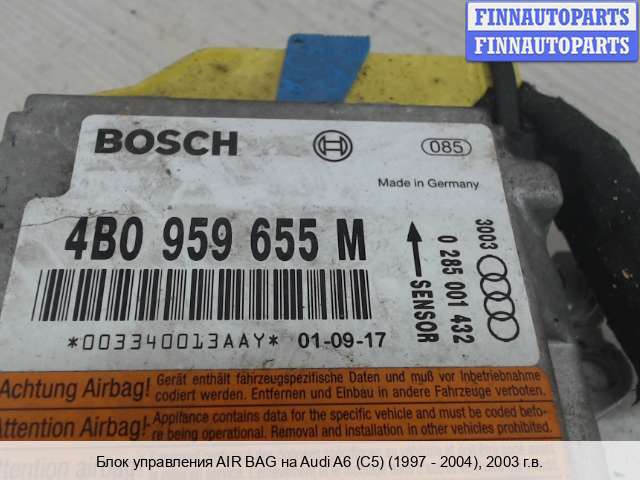 FINNAUTOPARTS
FINNAUTOPARTS
BOSCH
085
Made in Germany
4B0 959 655 M
SENSOR
0 285 001 432
3003
*003340013AAY* 01-09-17
Achtung Airbag! Gerät enthält fahrzeugspezifische Daten und muß vor Inbetriebnahme
codiert werden. Entfernen und Einbau in andere Fahrzeuge verboten.
Attention Airbag! -Appliance contains data for the specific vehicle and must be coded befo-
re being operational. Removal and installation in other
Блок управления AIR BAG на Audi A6 (C5) (1997 - 2004), 2003 г.в.